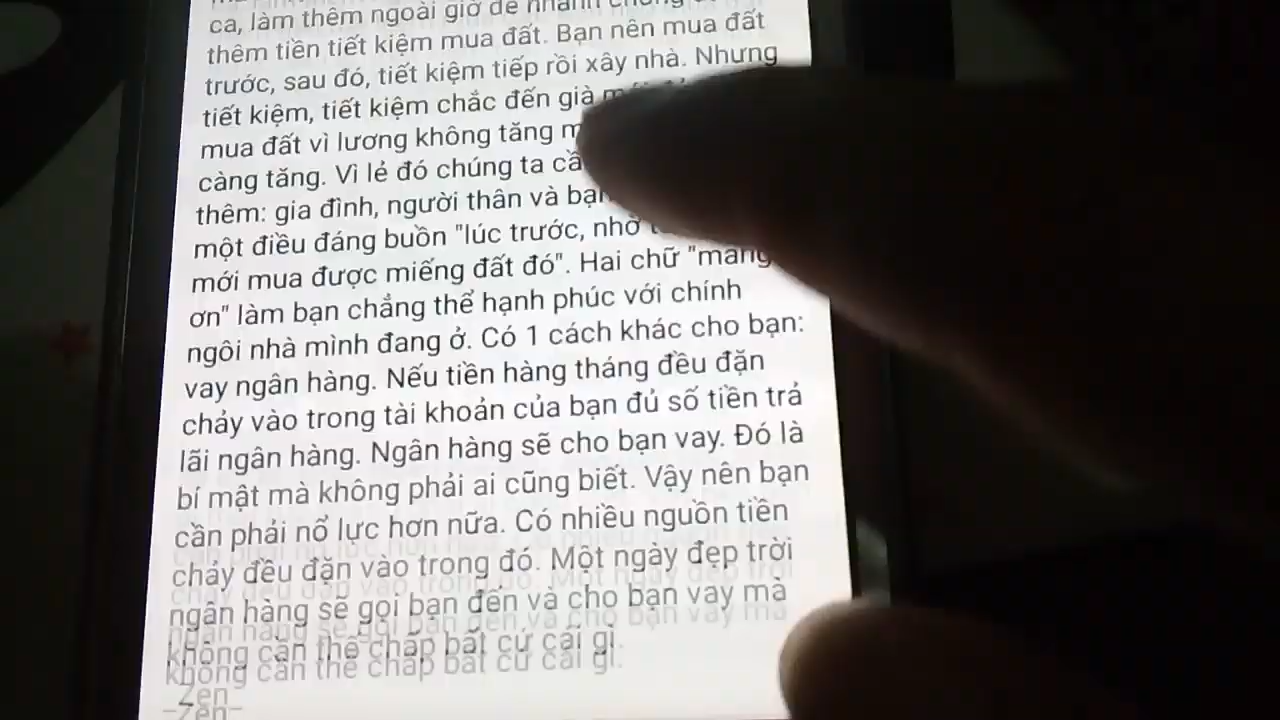 ca, làm thêm ngoài giờ để nhanh chóng
thêm tiền tiết kiệm mua đất. Bạn nên mua đất
trước, sau đó, tiết kiệm tiếp rồi xây nhà. Nhưng
tiết kiệm, tiết kiệm chắc đến già
mua đất vì lương không tăng
càng tăng. Vì lẻ đó chúng ta
thêm: gia đình, người thân và
một điều đáng buồn "lúc trước, nhờ
mới mua được miếng đất đó". Hai chữ "mang
ơn" làm bạn chẳng thể hạnh phúc với chính
ngôi nhà mình đang ở. Có 1 cách khác cho bạn:
vay ngân hàng. Nếu tiền hàng tháng đều đặn
chảy vào trong tài khoản của bạn đủ số tiền trả
lãi ngân hàng. Ngân hàng sẽ cho bạn vay. Đó là
bí mật mà không phải ai cũng biết. Vậy nên bạn
cần phải nổ lực hơn nữa. Có nhiều nguồn tiền
chảy đều đặn vào trong đó. Một ngày đẹp trời
ngân hàng sẽ gọi bạn đến và cho bạn vay mà
không cần thế chấp bất cứ cái gì.
_Zen_